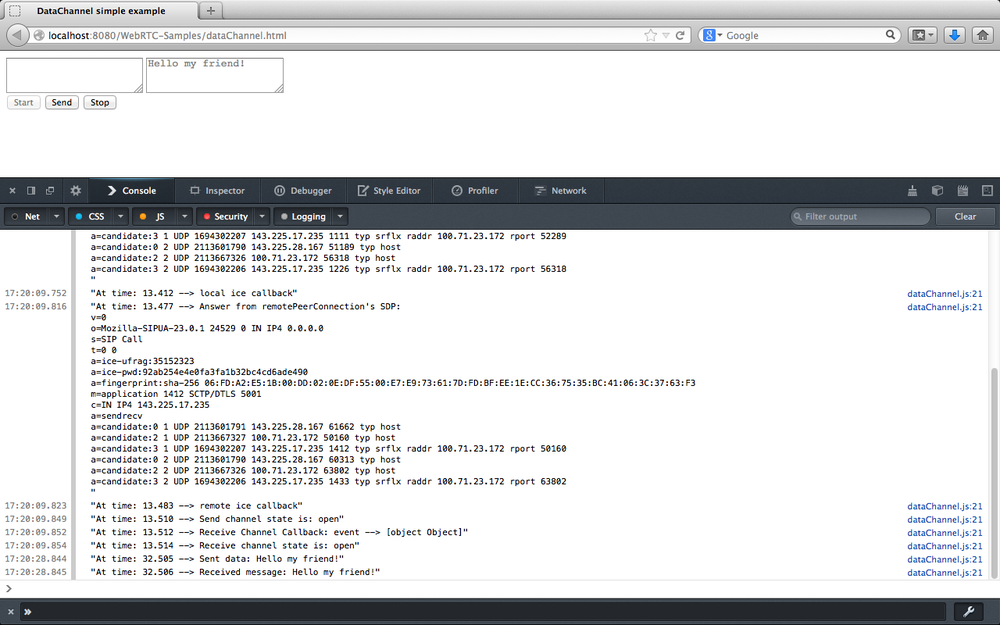 DataChannel simple example
localhost:8080/WebRTC-Samples/dataChannel.html
Google
Hello my friend!
Start Send Stop
Console Inspector Debugger Style Editor Profiler Network
Net CSS JS Security Logging Filter output Clear
a=candidate:3 1 UDP 1694302207 143.225.17.235 1111 typ srflx raddr 100.71.23.172 rport 52289
a=candidate:0 2 UDP 2113601790 143.225.28.167 51189 typ host
a=candidate:2 2 UDP 2113667326 100.71.23.172 56318 typ host
a=candidate:3 2 UDP 1694302206 143.225.17.235 1226 typ srflx raddr 100.71.23.172 rport 56318
"
17:20:09.752 "At time: 13.412 --> local ice callback" dataChannel.js:21
17:20:09.816 "At time: 13.477 --> Answer from remotePeerConnection's SDP: dataChannel.js:21
v=0
o=Mozilla-SIPUA-23.0.1 24529 0 IN IP4 0.0.0.0
s=SIP Call
t=0 0
a=ice-ufrag:35152323
a=ice-pwd:92ab254e4e0fa3fa1b32bc4cd6ade490
a=fingerprint:sha-256 06:FD:A2:E5:1B:00:DD:02:0E:DF:55:00:E7:E9:73:61:7D:FD:BF:EE:1E:CC:36:75:35:BC:41:06:3C:37:63:F3
m=application 1412 SCTP/DTLS 5001
c=IN IP4 143.225.17.235
a=sendrecv
a=candidate:0 1 UDP 2113601791 143.225.28.167 61662 typ host
a=candidate:2 1 UDP 2113667327 100.71.23.172 50160 typ host
a=candidate:3 1 UDP 1694302207 143.225.17.235 1412 typ srflx raddr 100.71.23.172 rport 50160
a=candidate:0 2 UDP 2113601790 143.225.28.167 60313 typ host
a=candidate:2 2 UDP 2113667326 100.71.23.172 63802 typ host
a=candidate:3 2 UDP 1694302206 143.225.17.235 1433 typ srflx raddr 100.71.23.172 rport 63802
"
17:20:09.823 "At time: 13.483 --> remote ice callback" dataChannel.js:21
17:20:09.849 "At time: 13.510 --> Send channel state is: open" dataChannel.js:21
17:20:09.852 "At time: 13.512 --> Receive Channel Callback: event --> [object Object]" dataChannel.js:21
17:20:09.854 "At time: 13.514 --> Receive channel state is: open" dataChannel.js:21
17:20:28.844 "At time: 32.505 --> Sent data: Hello my friend!" dataChannel.js:21
17:20:28.845 "At time: 32.506 --> Received message: Hello my friend!" dataChannel.js:21